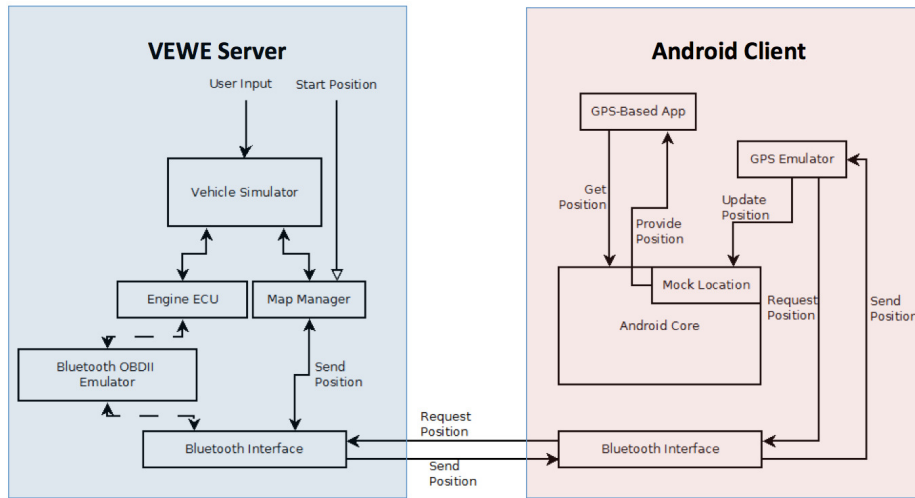 VEWE Server
User Input
Start Position
Vehicle Simulator
Engine ECU
Map Manager
Bluetooth OBDII
Emulator
Send
Position
Bluetooth Interface
Request
Position
Send
Position
Android Client
GPS-Based App
GPS Emulator
Get
Position
Provide
Position
Update
Position
Mock Location
Android Core
Request
Position
Send
Position
Bluetooth Interface